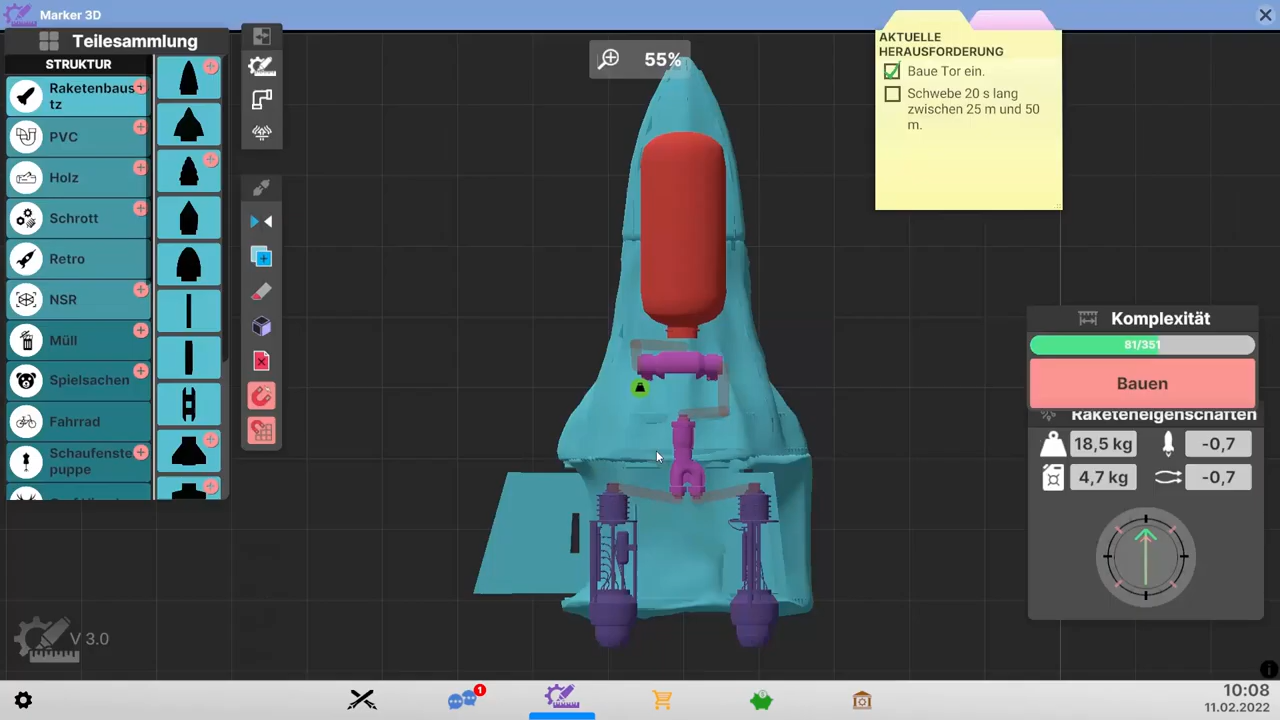 Marker 3D
Teilesammlung
STRUKTUR
Raketenbaus
tz
PVC
Holz
Schrott
Retro
NSR
Müll
Spielsachen
Fahrrad
Schaufenste
puppe
55%
AKTUELLE
HERAUSFORDERUNG
Baue Tor ein.
Schwebe 20 s lang
zwischen 25 m und 50
m.
Komplexität
81/351
Bauen
Raketeneigenschaften
18,5 kg
-0,7
4,7 kg
-0,7
V 3.0
1
10:08
11.02.2022